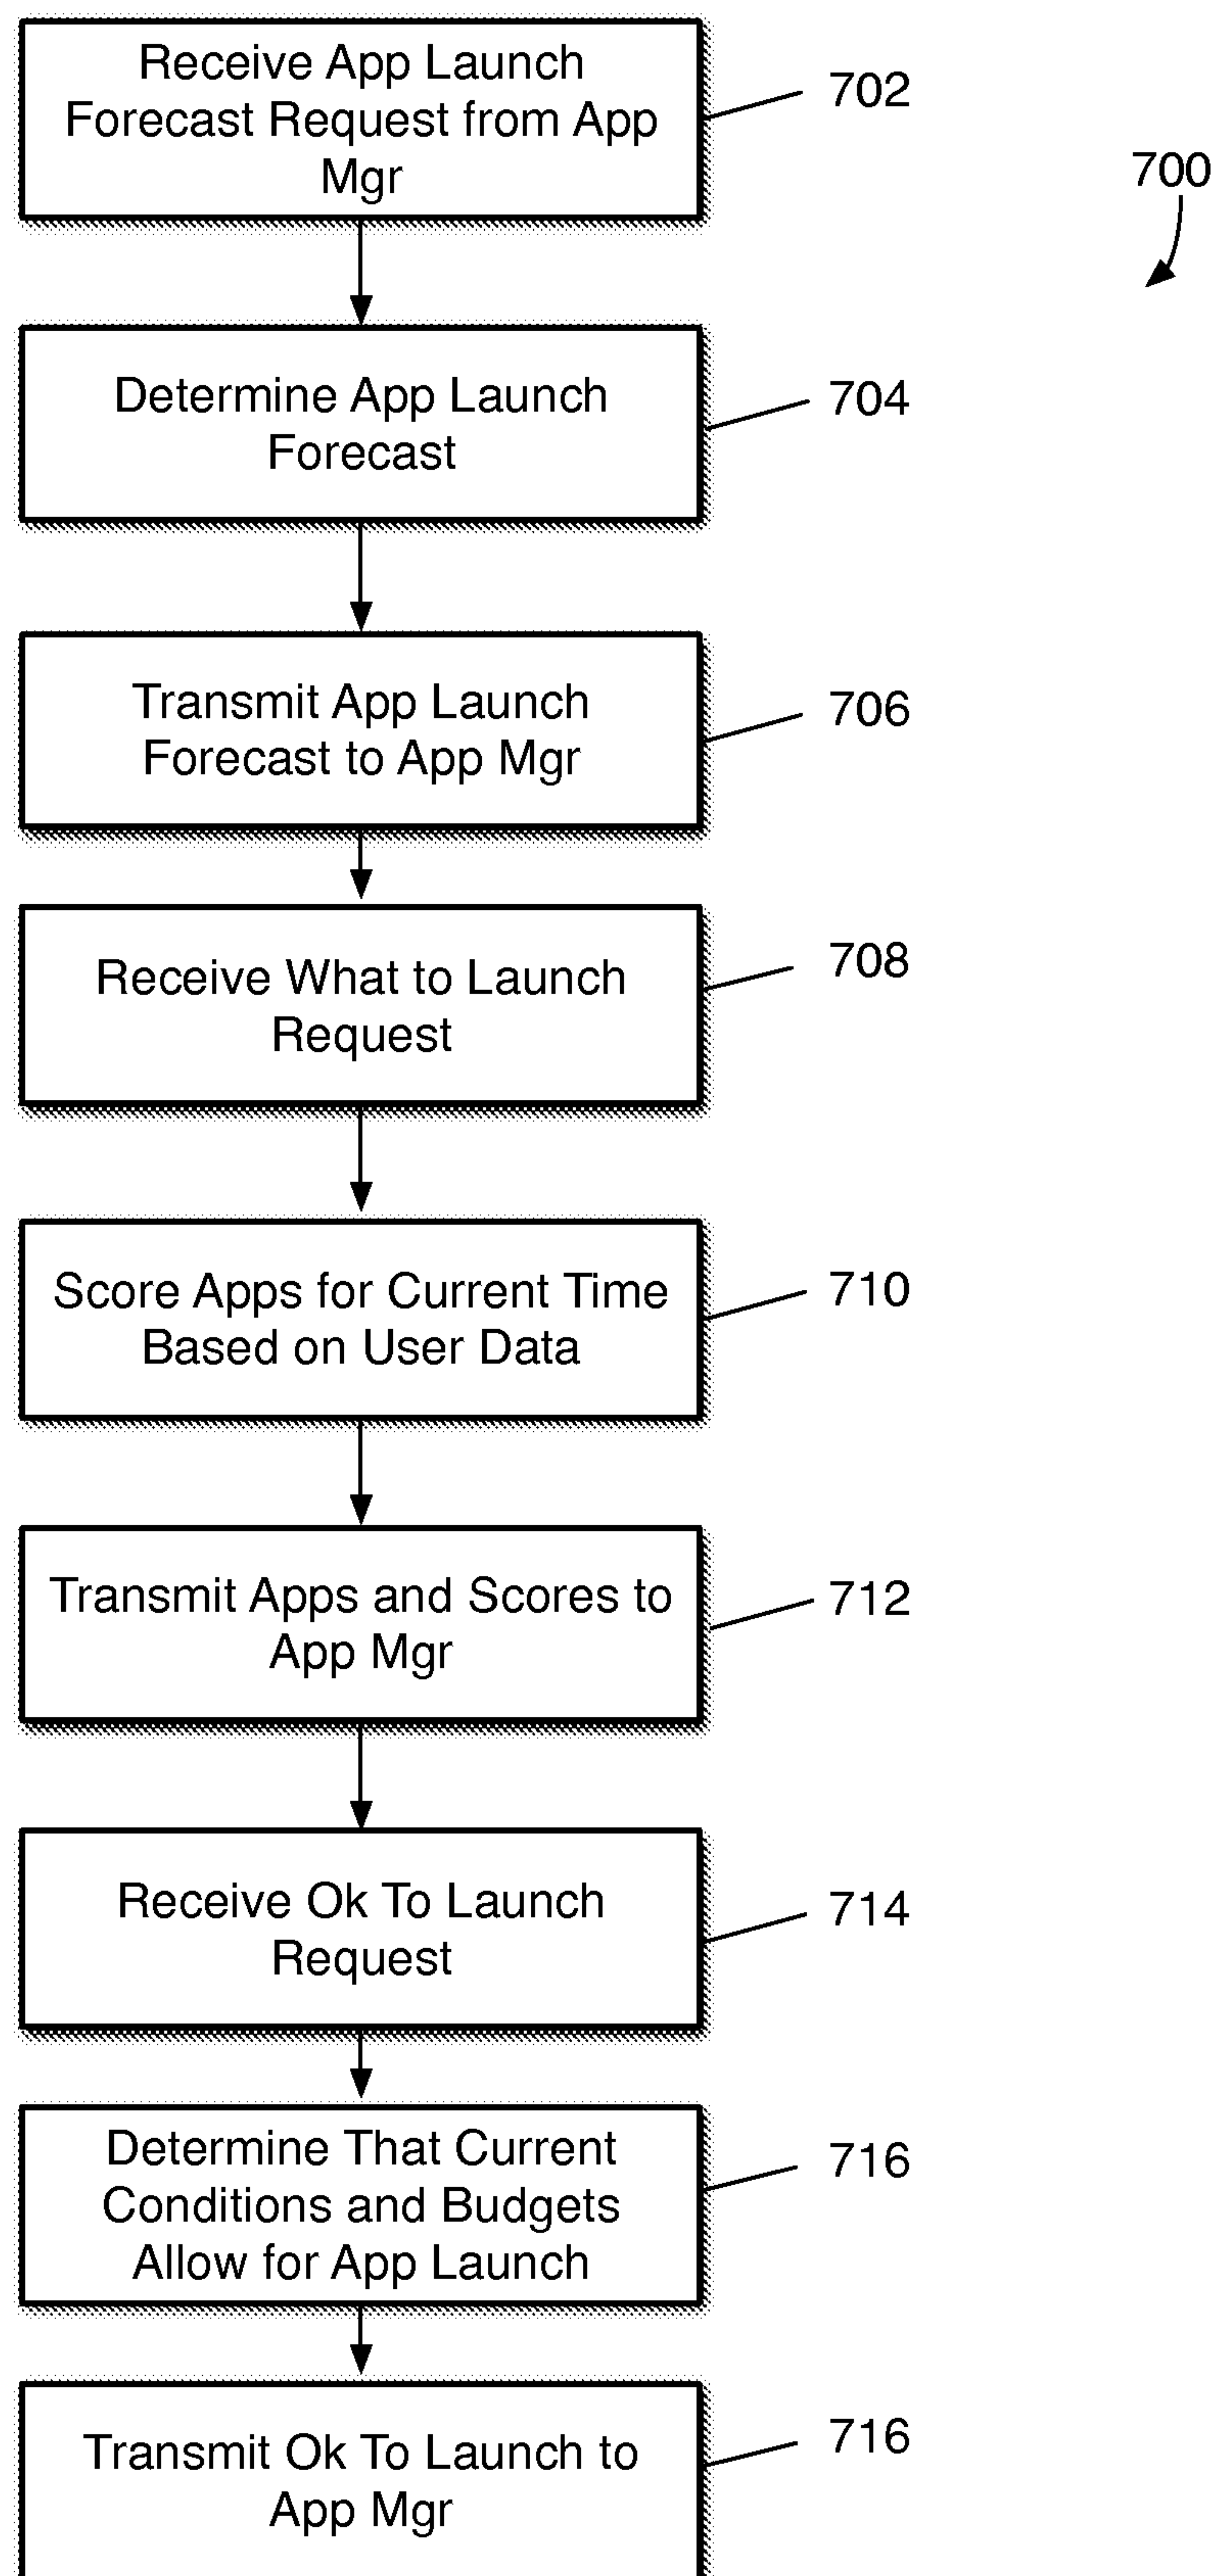 Receive App Launch
Forecast Request from App
Mgr
702
700
Determine App Launch
Forecast
704
Transmit App Launch
Forecast to App Mgr
706
Receive What to Launch
Request
708
Score Apps for Current Time
Based on User Data
710
Transmit Apps and Scores to
App Mgr
712
Receive Ok To Launch
Request
714
Determine That Current
Conditions and Budgets
Allow for App Launch
716
Transmit Ok To Launch to
App Mgr
716